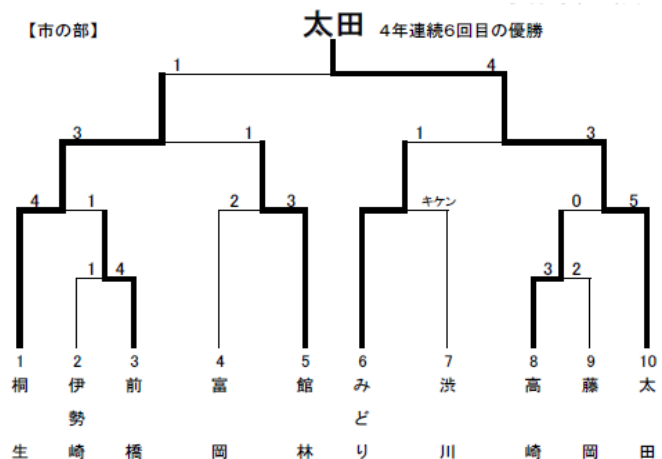 【市の部】 太田 4年連続6回目の優勝
1 4
3 1 1 3
4 1 2 3 キケン 0 5
1 4 3 2
1 2 3 4 5 6 7 8 9 10
桐生 伊勢崎 前橋 富岡 館林 みどり 渋川 高崎 藤岡 太田